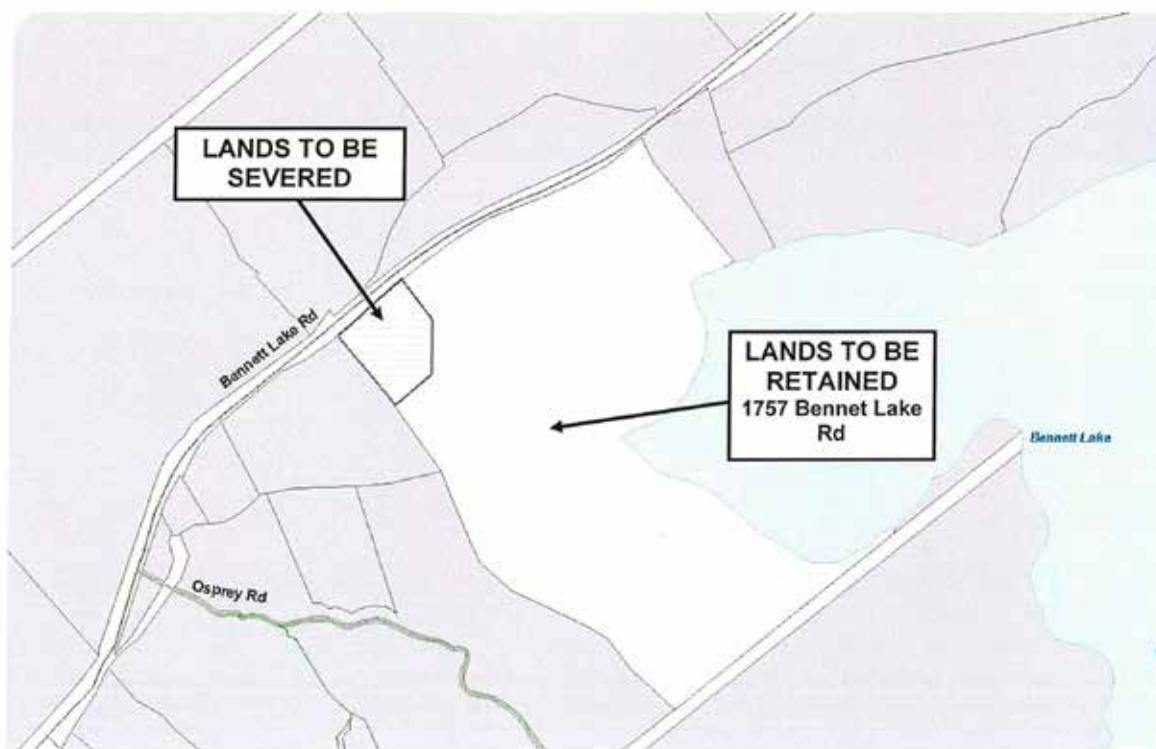 LANDS TO BE
SEVERED
Bennett Lake Rd
LANDS TO BE
RETAINED
1757 Bennet Lake
Rd
Bennett Lake
Osprey Rd